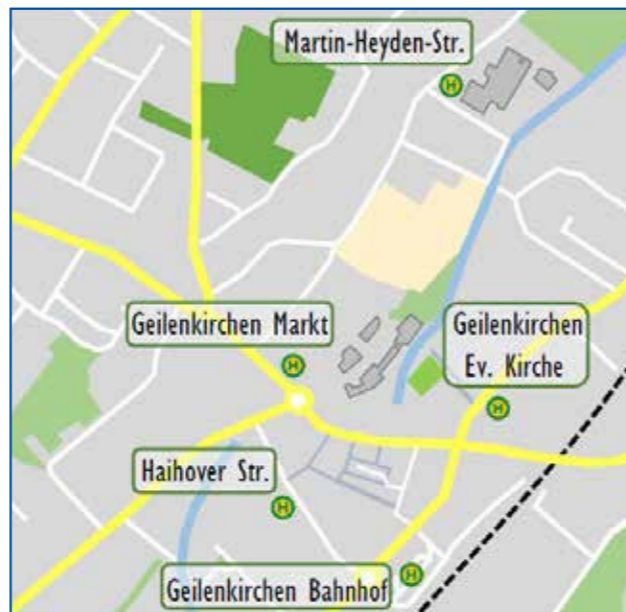 Martin-Heyden-Str.
H
Geilenkirchen Markt
H
Geilenkirchen
Ev. Kirche
H
Haihover Str.
H
Geilenkirchen Bahnhof
H